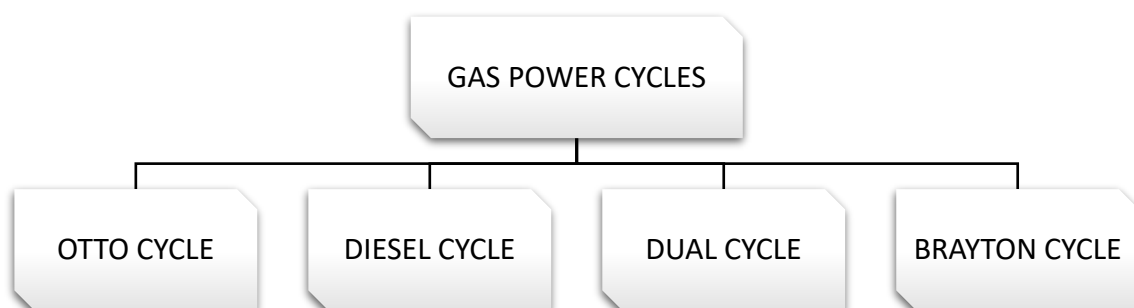 GAS POWER CYCLES
OTTO CYCLE
DIESEL CYCLE
DUAL CYCLE
BRAYTON CYCLE